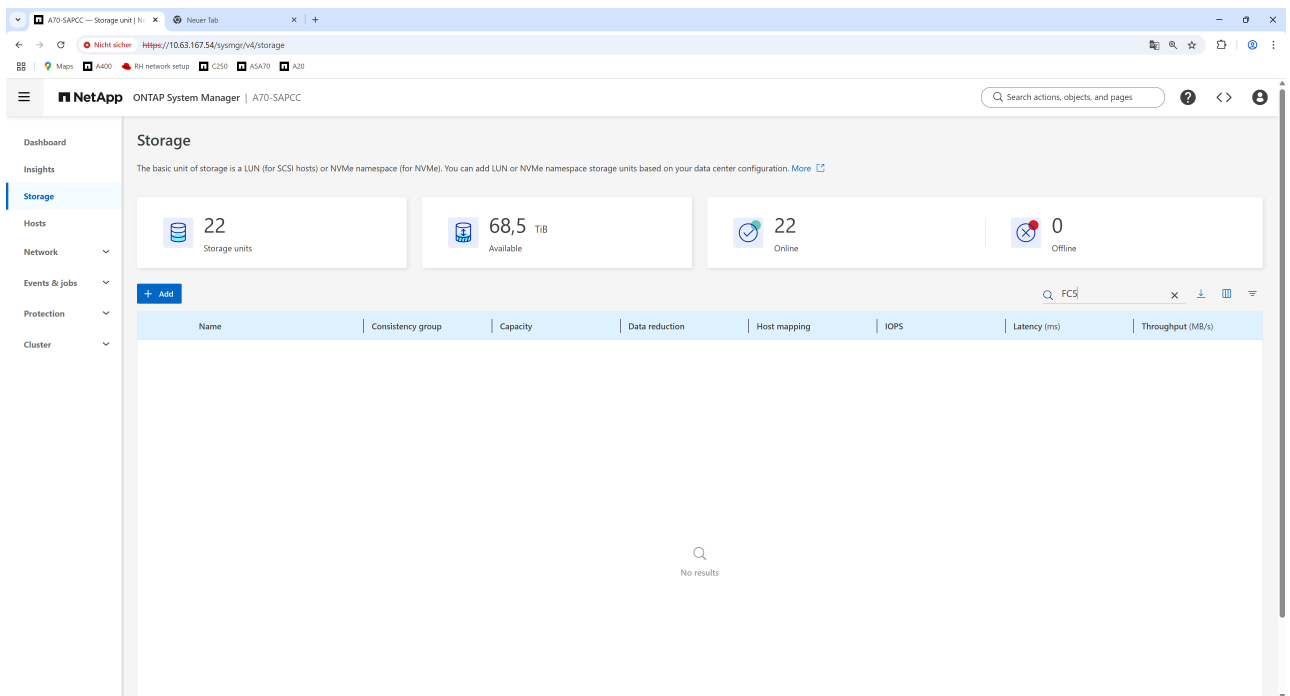 A70-SAPCC — Storage unit | N
Neuer Tab
Nicht sicher https://10.63.167.54/sysmgr/v4/storage
Maps A400 RH network setup C250 ASA70 A20
NetApp ONTAP System Manager | A70-SAPCC
Search actions, objects, and pages
Dashboard
Insights
Storage
Hosts
Network
Events & jobs
Protection
Cluster
Storage
The basic unit of storage is a LUN (for SCSI hosts) or NVMe namespace (for NVMe). You can add LUN or NVMe namespace storage units based on your data center configuration. More
22
Storage units
68,5 TiB
Available
22
Online
0
Offline
+ Add
FC5
Name Consistency group Capacity Data reduction Host mapping IOPS Latency (ms) Throughput (MB/s)
No results